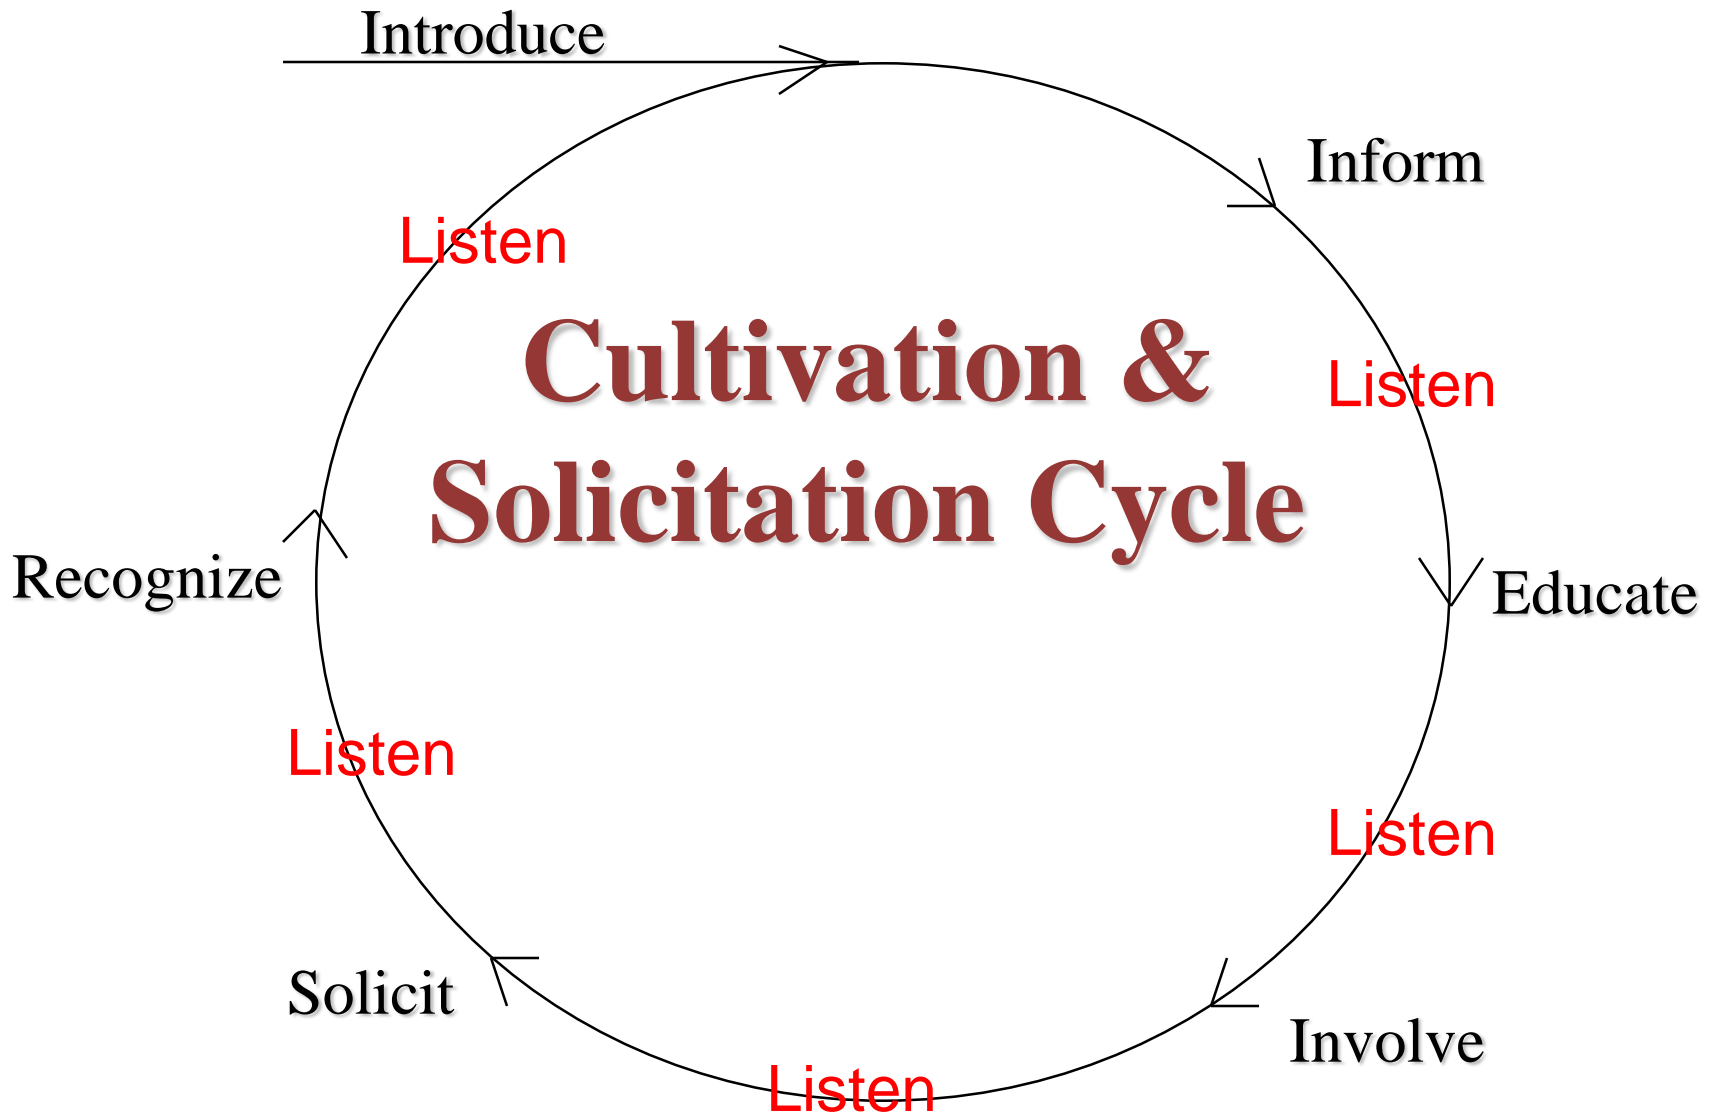 Introduce
Inform
Listen
Cultivation &
Solicitation Cycle
Listen
Recognize
Educate
Listen
Listen
Solicit
Involve
Listen